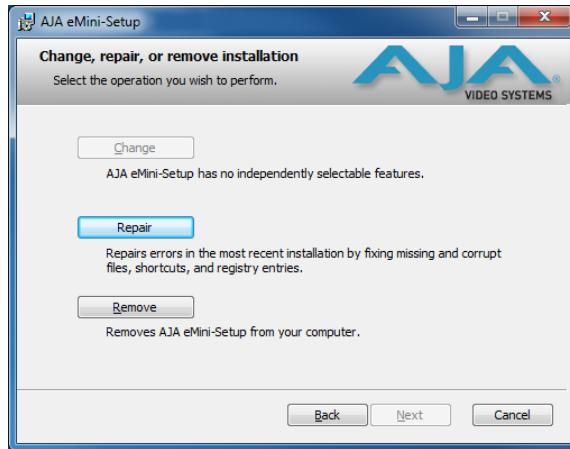 AJA eMini-Setup
Change, repair, or remove installation
Select the operation you wish to perform.
AJA®
VIDEO SYSTEMS
Change
AJA eMini-Setup has no independently selectable features.
Repair
Repairs errors in the most recent installation by fixing missing and corrupt
files, shortcuts, and registry entries.
Remove
Removes AJA eMini-Setup from your computer.
Back
Next
Cancel